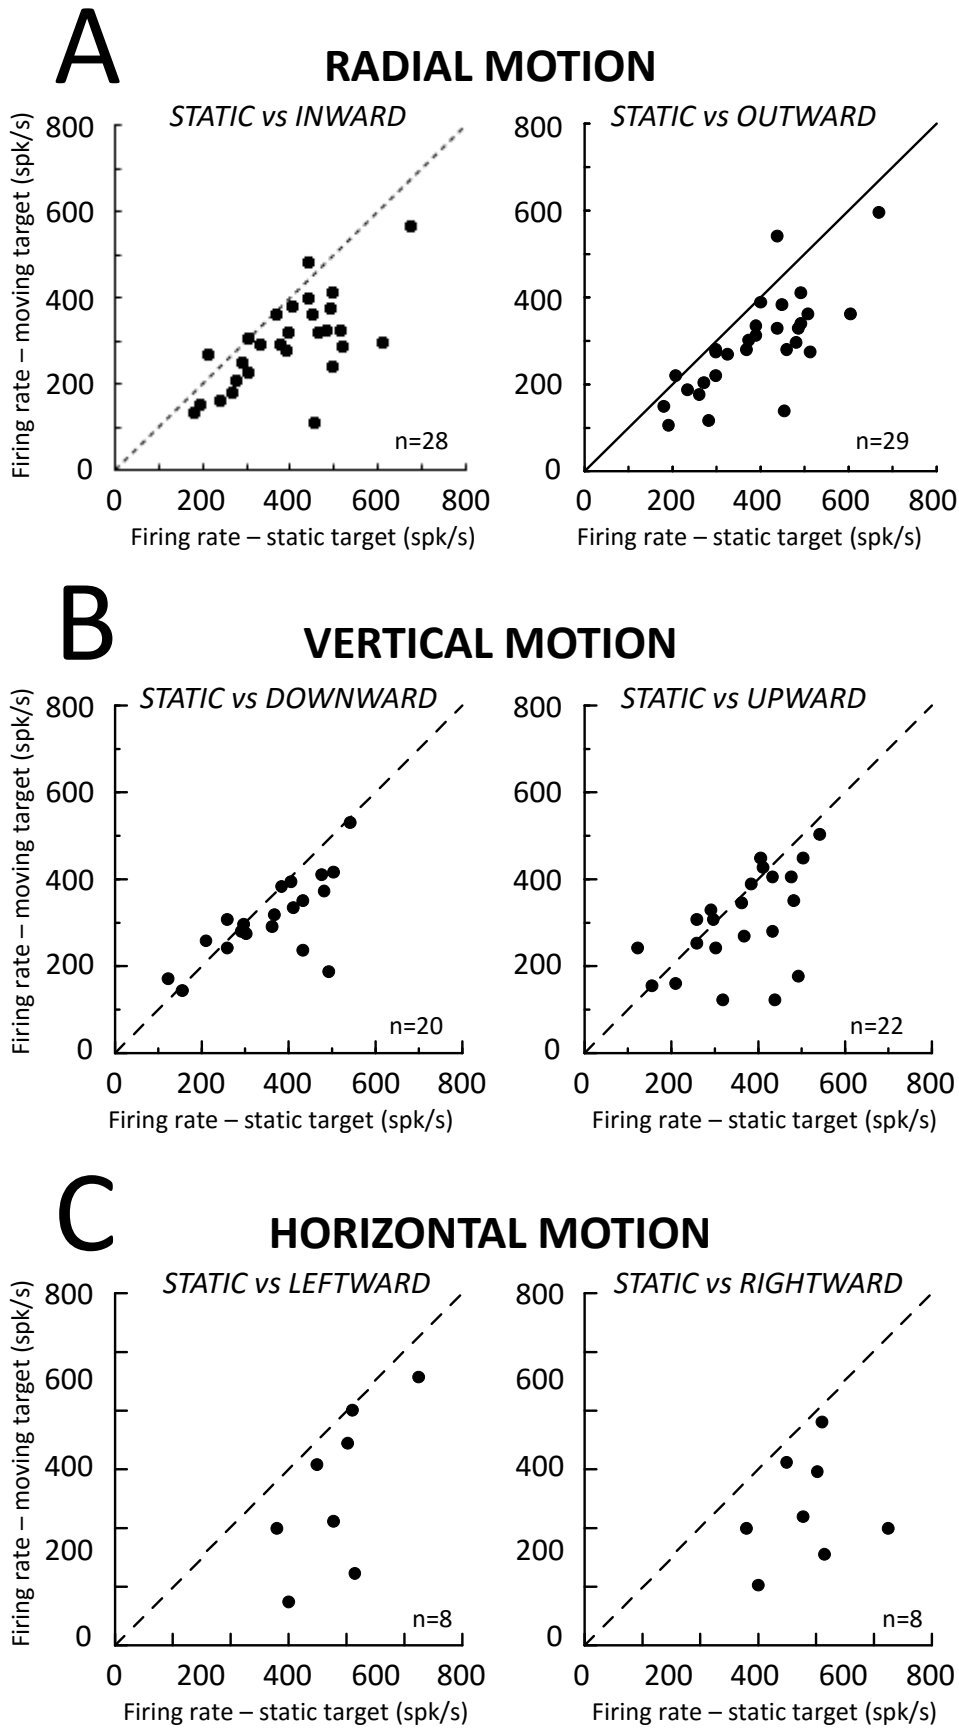 A
RADIAL MOTION
STATIC vs INWARD
STATIC vs OUTWARD
Firing rate – moving target (spk/s)
800
600
400
200
0
n=28
0 200 400 600 800
Firing rate – static target (spk/s)
800
600
400
200
0
n=29
0 200 400 600 800
Firing rate – static target (spk/s)
B
VERTICAL MOTION
STATIC vs DOWNWARD
STATIC vs UPWARD
Firing rate – moving target (spk/s)
800
600
400
200
0
n=20
0 200 400 600 800
Firing rate – static target (spk/s)
800
600
400
200
0
n=22
0 200 400 600 800
Firing rate – static target (spk/s)
C
HORIZONTAL MOTION
STATIC vs LEFTWARD
STATIC vs RIGHTWARD
Firing rate – moving target (spk/s)
800
600
400
200
0
n=8
0 200 400 600 800
Firing rate – static target (spk/s)
800
600
400
200
0
n=8
0 200 400 600 800
Firing rate – static target (spk/s)